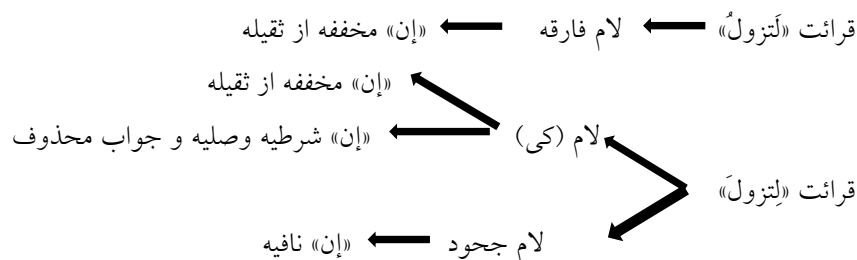 قرائت «لَتزولُ» لام فارقه «إن» مخففه از ثقیله
«إن» مخففه از ثقیله
لام (کی) «إن» شرطیه وصلیه و جواب محذوف
قرائت «لِتزولَ»
لام جحود «إن» نافیه